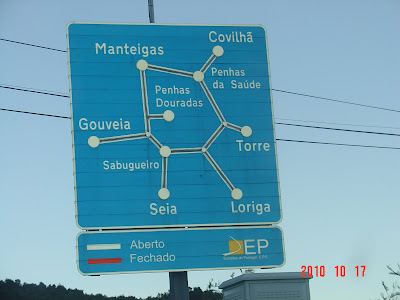 Covilhã
Manteigas
Penhas
da Saúde
Penhas
Douradas
Gouveia
Torre
Sabugueiro
Seia
Loriga
Aberto
Fechado
EP
2010 10 17